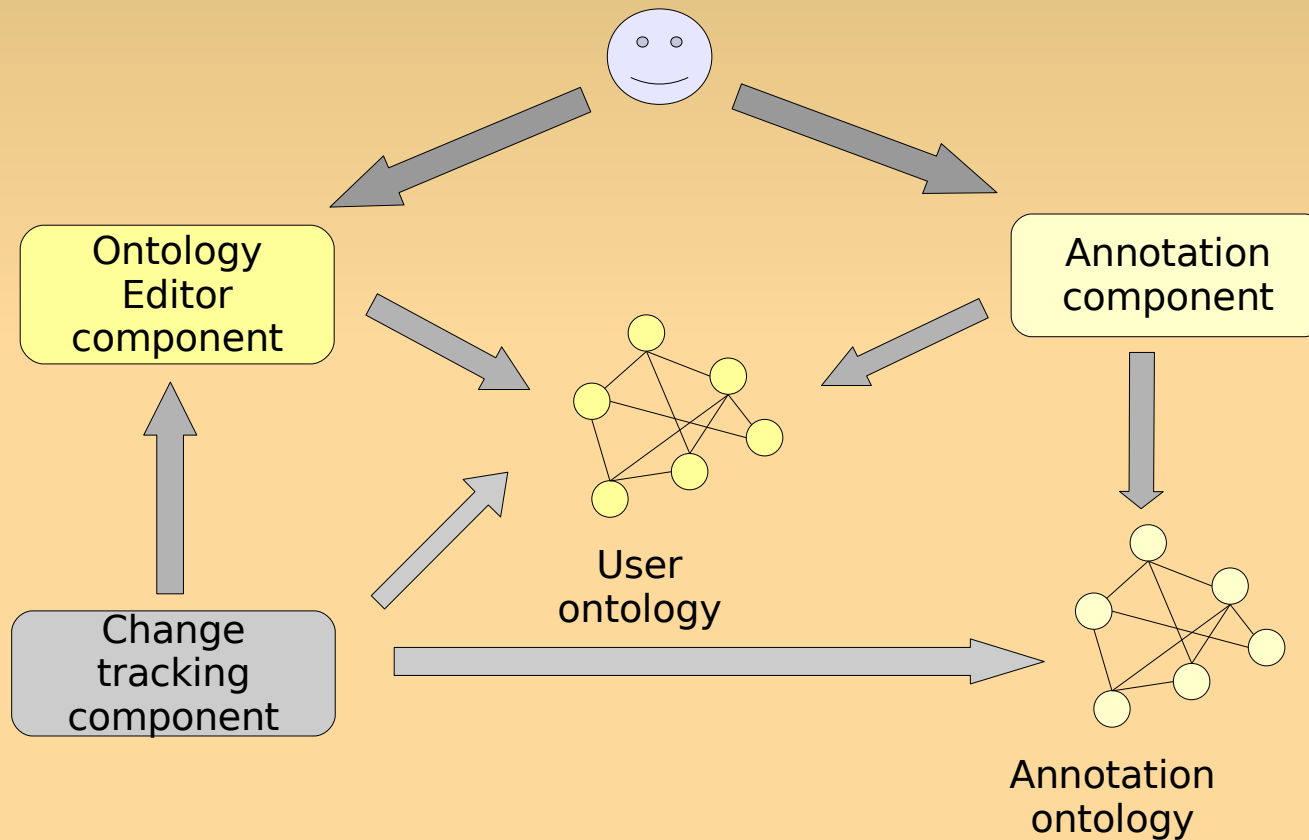 Ontology
Editor
component
Annotation
component
User
ontology
Change
tracking
component
Annotation
ontology